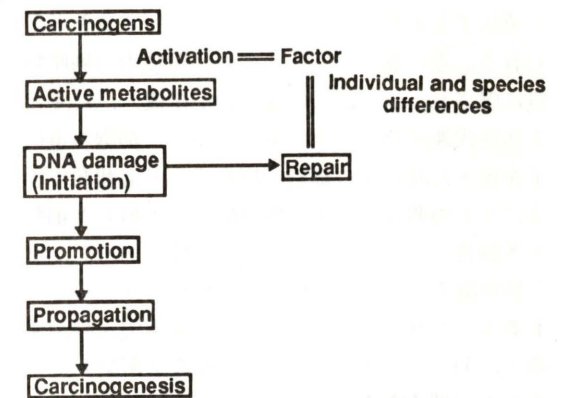 Carcinogens
Activation Factor
Active metabolites
Individual and species
differences
DNA damage
(Initiation)
Repair
Promotion
Propagation
Carcinogenesis